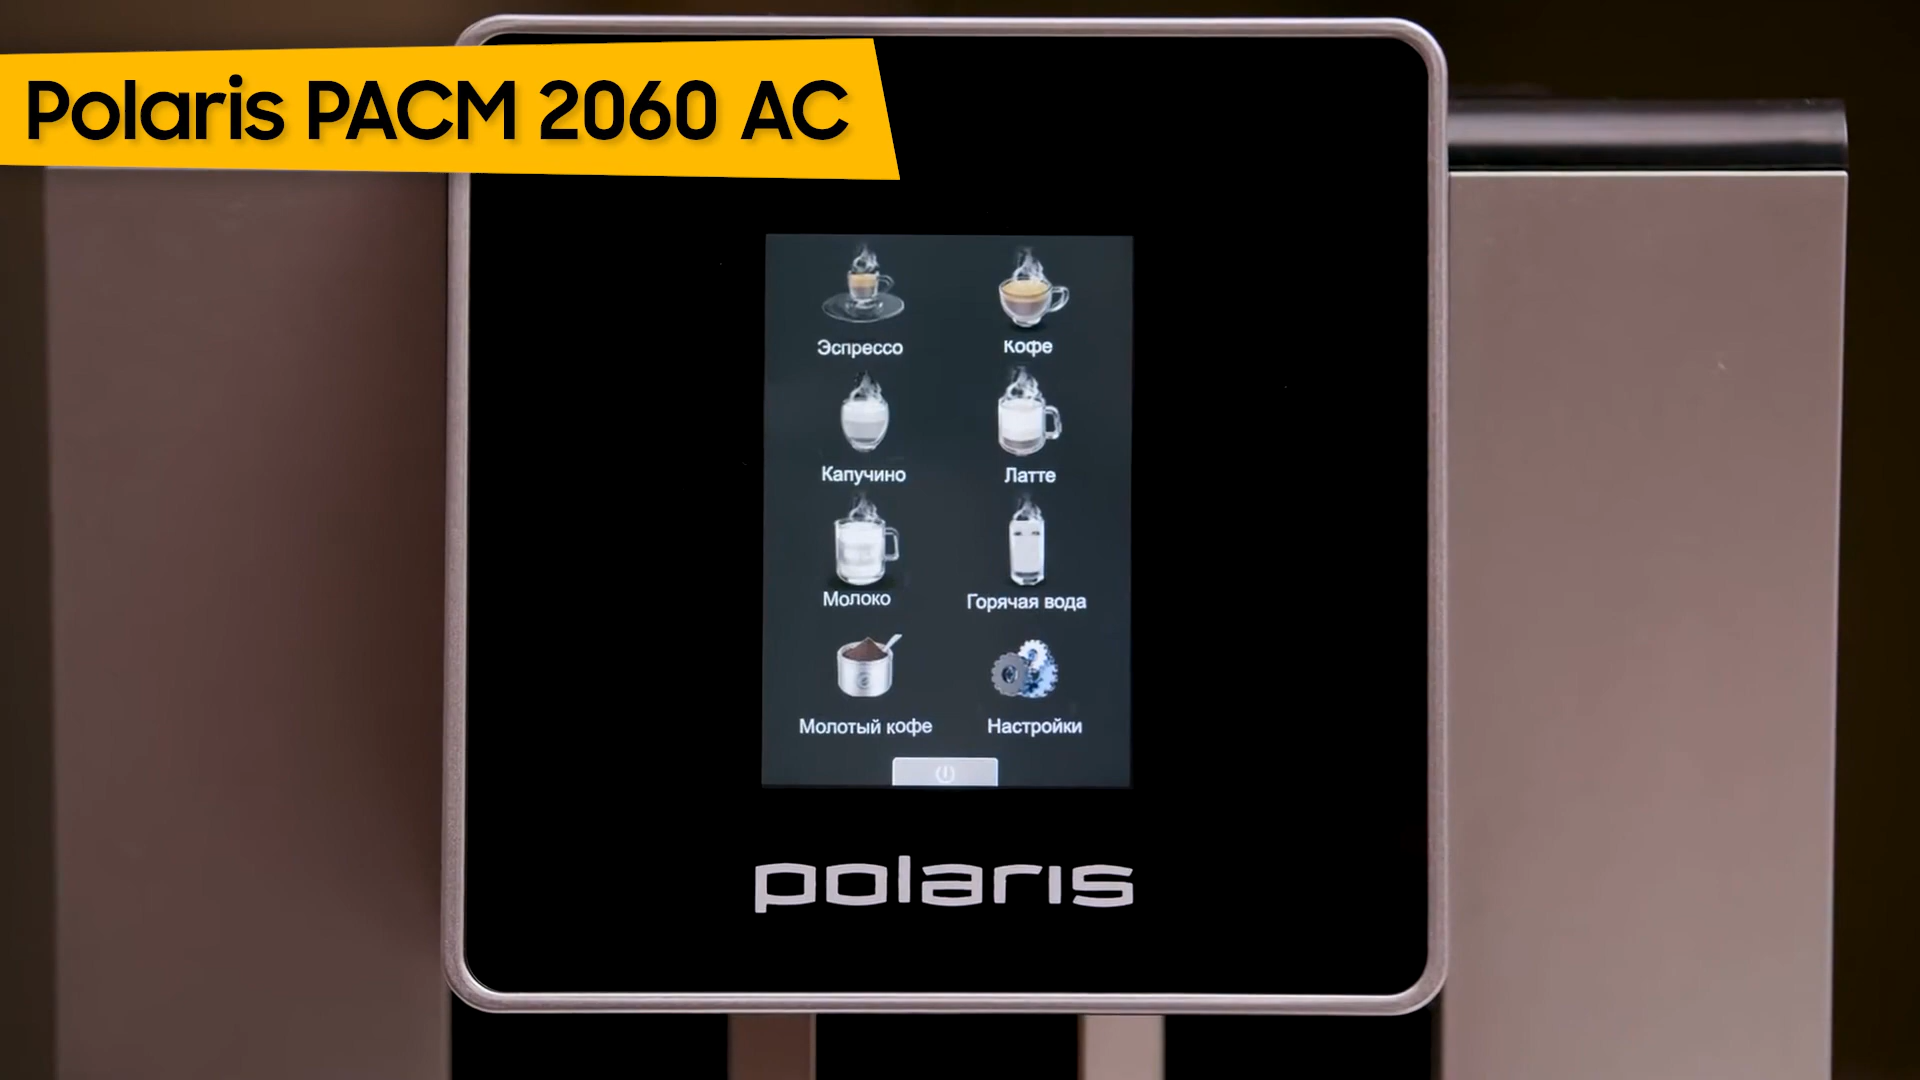 Polaris PACM 2060 AC
Эспрессо
Кофе
Капучино
Латте
Молоко
Горячая вода
Молотый кофе
Настройки
polaris